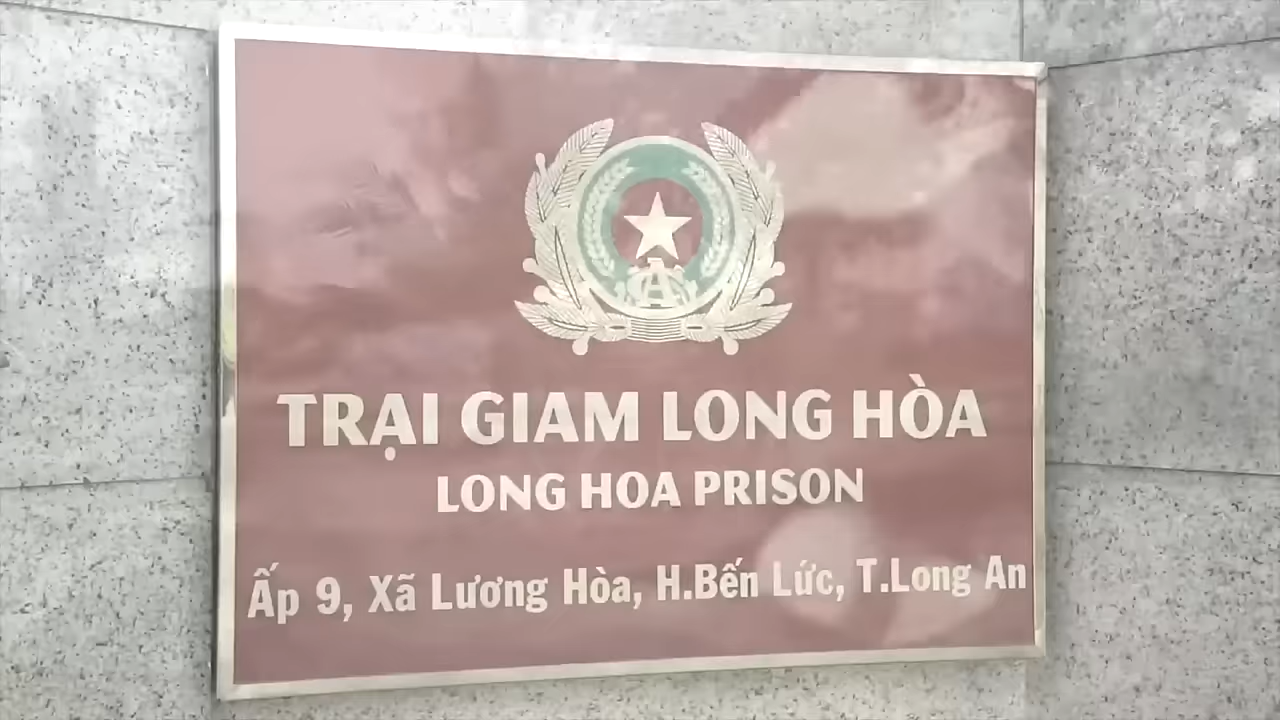 TRẠI GIAM LONG HÒA
LONG HOA PRISON
Ấp 9, Xã Lương Hòa, H.Bến Lức, T.Long An